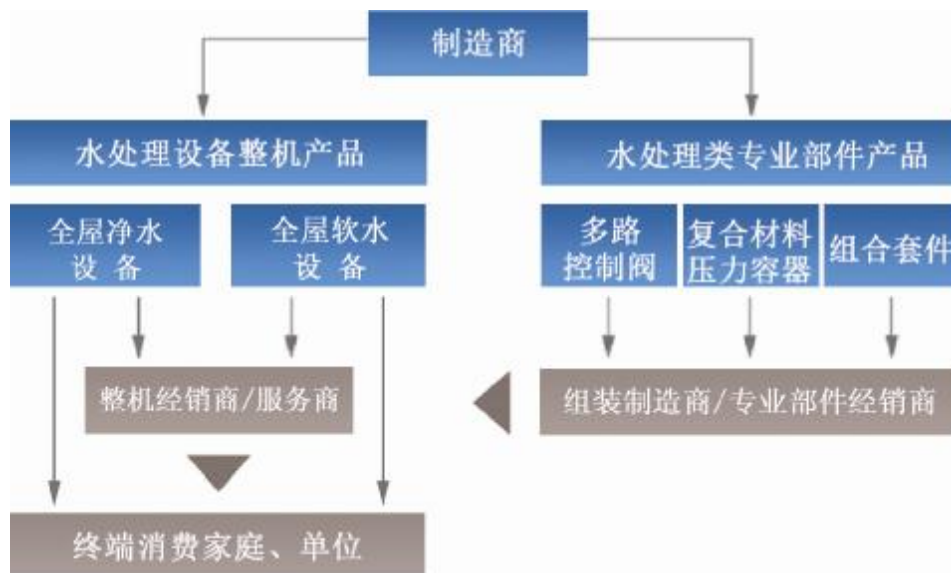 制造商
水处理设备整机产品
水处理类专业部件产品
全屋净水
设 备
全屋软水
设 备
多路
控制阀
复合材料
压力容器
组合套件
整机经销商/服务商
组装制造商/专业部件经销商
终端消费家庭、单位